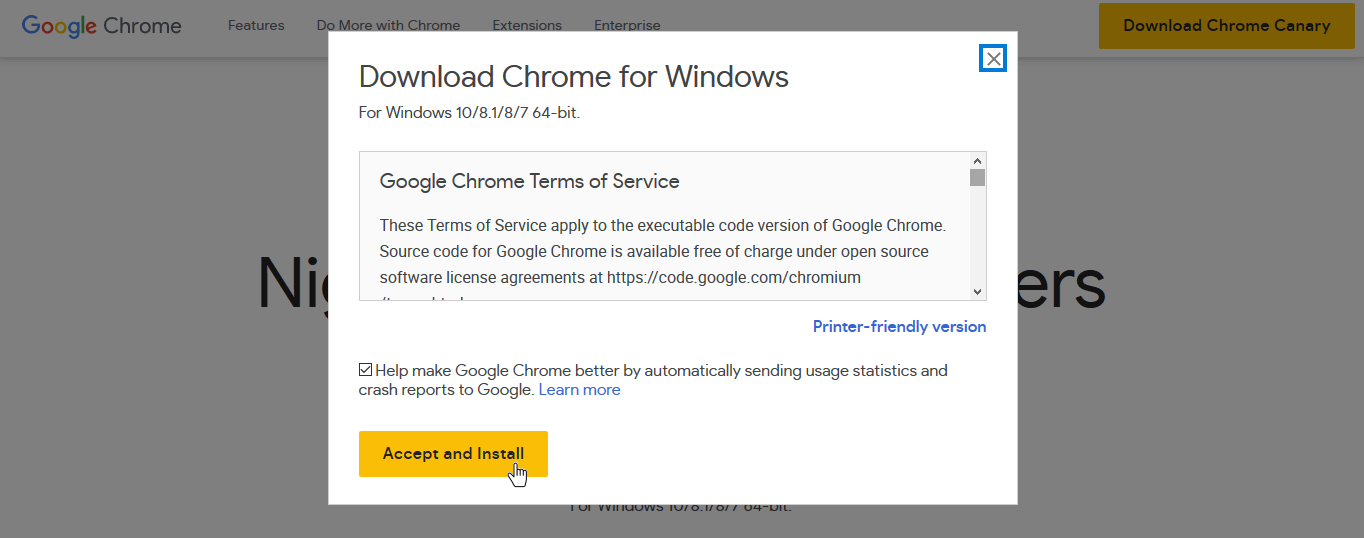 Google Chrome Features Do More with Chrome Extensions Enterprise Download Chrome Canary
Download Chrome for Windows
For Windows 10/8.1/8/7 64-bit.
Google Chrome Terms of Service
These Terms of Service apply to the executable code version of Google Chrome.
Source code for Google Chrome is available free of charge under open source
software license agreements at https://code.google.com/chromium
Printer-friendly version
Help make Google Chrome better by automatically sending usage statistics and
crash reports to Google. Learn more
Accept and Install
For Windows 10/8.1/8/7 64-bit.